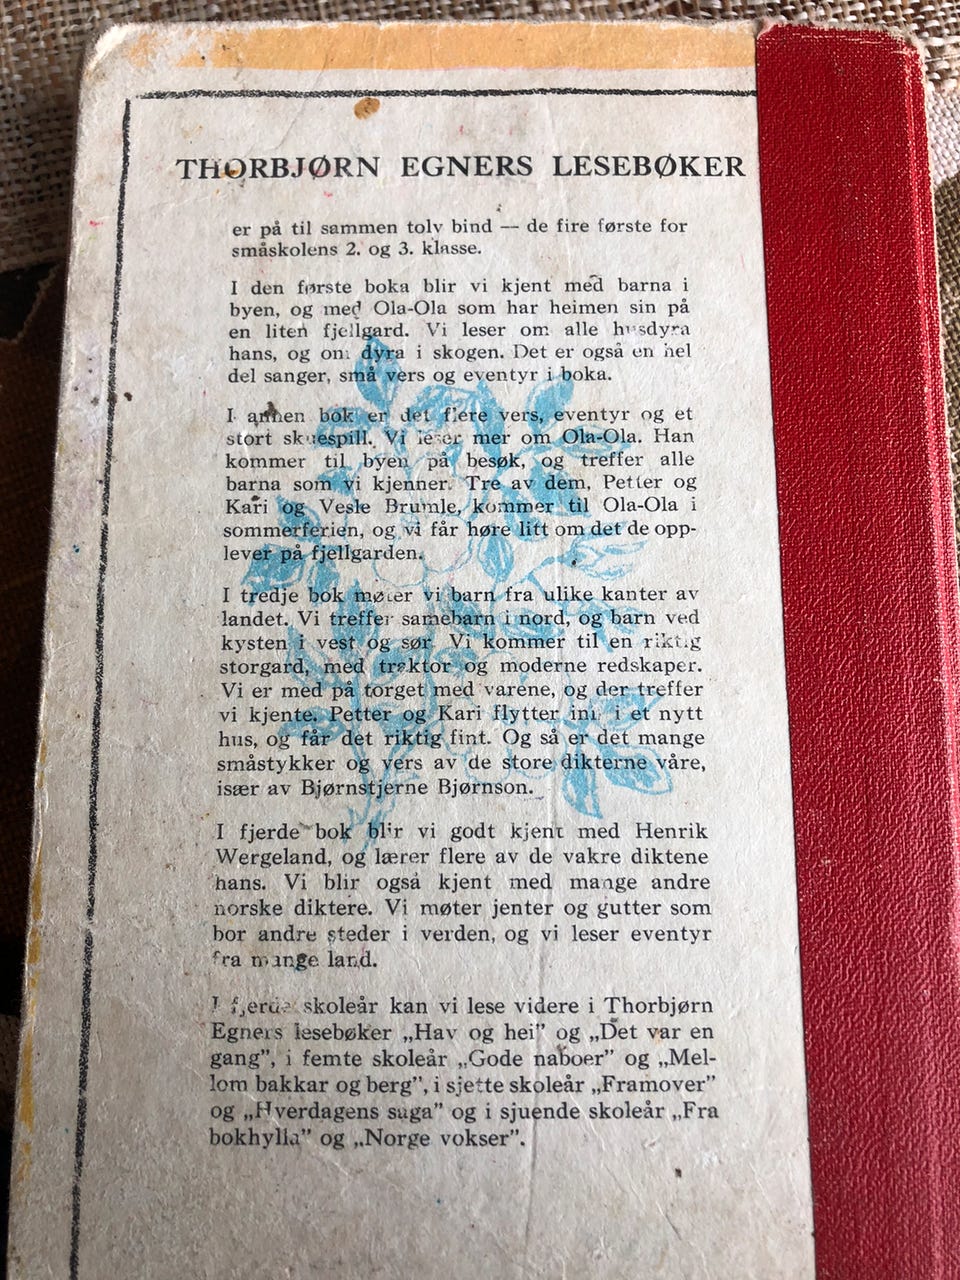 THORBJØRN EGNERS LESEBØKER
er på til sammen tolv bind — de fire første for
småskolens 2. og 3. klasse.
I den første boka blir vi kjent med barna i
byen, og med Ola-Ola som har heimen sin på
en liten fjellgard. Vi leser om alle husdyra
hans, og om dyra i skogen. Det er også en hel
del sanger, små vers og eventyr i boka.
I annen bok er det flere vers, eventyr og et
stort skuespill. Vi leser mer om Ola-Ola. Han
kommer til byen på besøk, og treffer alle
barna som vi kjenner. Tre av dem, Petter og
Kari og Vesle Brumle, kommer til Ola-Ola i
sommerferien, og vi får høre litt om det de opp-
lever på fjellgarden.
I tredje bok møter vi barn fra ulike kanter av
landet. Vi treffer samebarn i nord, og barn ved
kysten i vest og sør. Vi kommer til en riktig
storgard, med traktor og moderne redskaper.
Vi er med på torget med varene, og der treffer
vi kjente. Petter og Kari flytter inn i et nytt
hus, og får det riktig fint. Og så er det mange
småstykker og vers av de store dikterne våre,
især av Bjørnstjerne Bjørnson.
I fjerde bok blir vi godt kjent med Henrik
Wergeland, og lærer flere av de vakre diktene
hans. Vi blir også kjent med mange andre
norske diktere. Vi møter jenter og gutter som
bor andre steder i verden, og vi leser eventyr
fra mange land.
I fjerde skoleår kan vi lese videre i Thorbjørn
Egners lesebøker „Hav og hei” og „Det var en
gang”, i femte skoleår „Gode naboer” og „Mel-
lom bakkar og berg”, i sjette skoleår „Framover”
og „Hverdagens saga” og i sjuende skoleår „Fra
bokhylla” og „Norge vokser”.